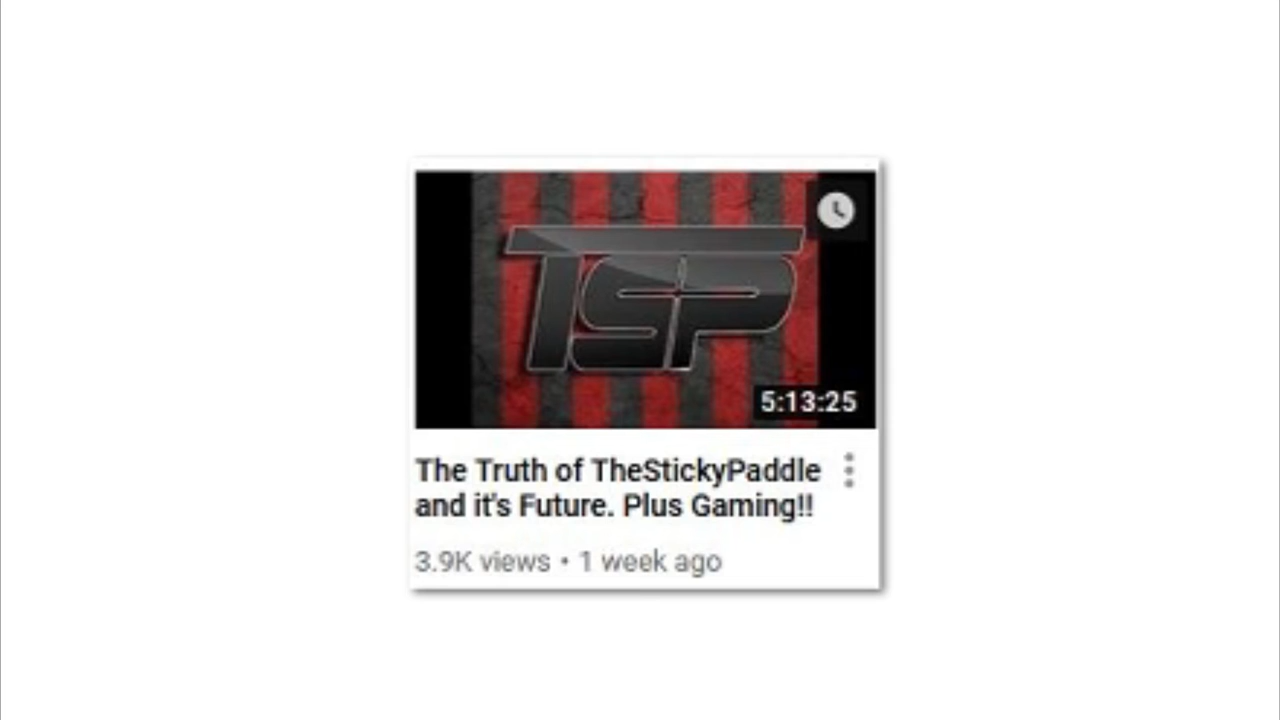 TSP
5:13:25
The Truth of TheStickyPaddle
and it's Future. Plus Gaming!!
3.9K views • 1 week ago